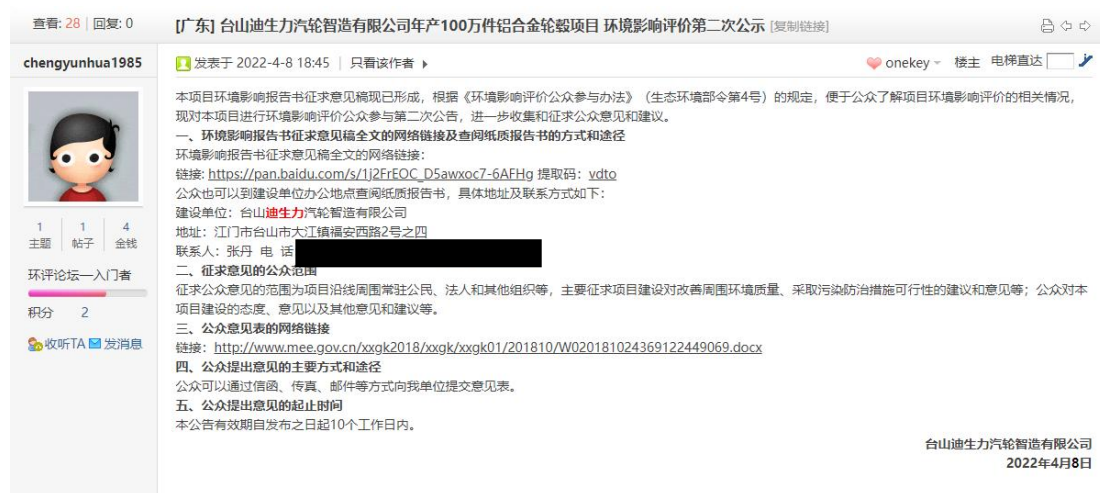 查看: 28 | 回复: 0
[广东] 台山迪生力汽轮智造有限公司年产100万件铝合金轮毂项目 环境影响评价第二次公示 [复制链接]
chengyunhua1985
发表于 2022-4-8 18:45 | 只看该作者
onekey 楼主 电梯直达
本项目环境影响报告书征求意见稿现已形成，根据《环境影响评价公众参与办法》（生态环境部令第4号）的规定，便于公众了解项目环境影响评价的相关情况，
现对本项目进行环境影响评价公众参与第二次公告，进一步收集和征求公众意见和建议。
一、环境影响报告书征求意见稿全文的网络链接及查阅纸质报告书的方式和途径
环境影响报告书征求意见稿全文的网络链接：
链接: https://pan.baidu.com/s/1j2FrEOC_D5awxoc7-6AFHg 提取码：vdto
公众也可以到建设单位办公地点查阅纸质报告书，具体地址及联系方式如下：
建设单位：台山迪生力汽轮智造有限公司
地址：江门市台山市大江镇福安西路2号之四
联系人：张丹 电 话
二、征求意见的公众范围
征求公众意见的范围为项目沿线周围常驻公民、法人和其他组织等，主要征求项目建设对改善周围环境质量、采取污染防治措施可行性的建议和意见等；公众对本
项目建设的态度、意见以及其他意见和建议等。
三、公众意见表的网络链接
链接：http://www.mee.gov.cn/xxgk2018/xxgk/xxgk01/201810/W020181024369122449069.docx
四、公众提出意见的主要方式和途径
公众可以通过信函、传真、邮件等方式向我单位提交意见表。
五、公众提出意见的起止时间
本公告有效期自发布之日起10个工作日内。
台山迪生力汽轮智造有限公司
2022年4月8日
1 1 4
主题 帖子 金钱
环评论坛—入门者
积分 2
收听TA 发消息